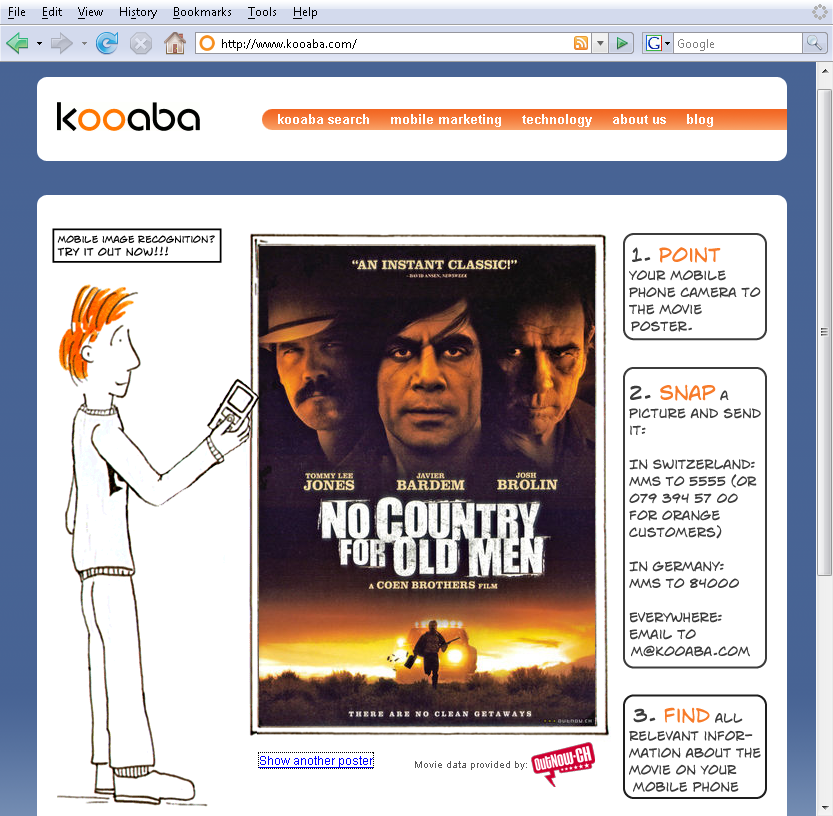 File Edit View History Bookmarks Tools Help
http://www.kooaba.com/
G Google
kooaba
kooaba search mobile marketing technology about us blog
MOBILE IMAGE RECOGNITION?
TRY IT OUT NOW!!!
"AN INSTANT CLASSIC!"
- DAVID ANSEN, NEWSWEEK
TOMMY LEE
JONES
JAVIER
BARDEM
JOSH
BROLIN
NO COUNTRY
FOR OLD MEN
A COEN BROTHERS FILM
THERE ARE NO CLEAN GETAWAYS
OUTNOW.CH
Show another poster
Movie data provided by:
OutNow.CH
1. POINT
YOUR MOBILE
PHONE CAMERA TO
THE MOVIE
POSTER.
2. SNAP A
PICTURE AND SEND
IT:
IN SWITZERLAND:
MMS TO 5555 (OR
079 394 57 00
FOR ORANGE
CUSTOMERS)
IN GERMANY:
MMS TO 84000
EVERYWHERE:
EMAIL TO
M@KOOABA.COM
3. FIND ALL
RELEVANT INFOR-
MATION ABOUT THE
MOVIE ON YOUR
MOBILE PHONE